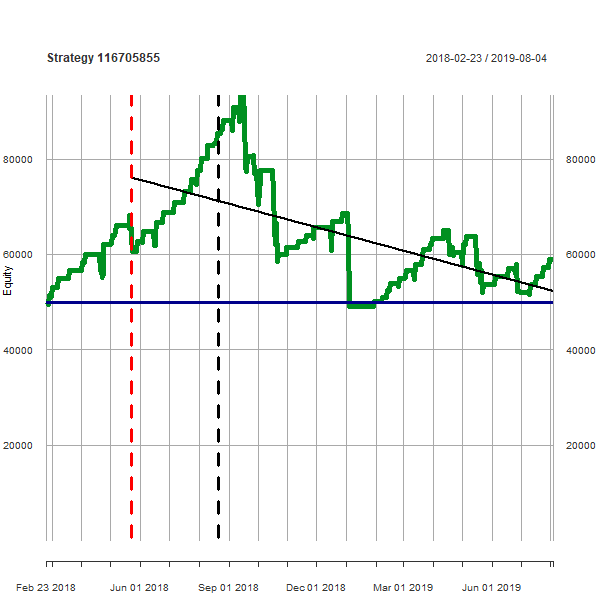 Strategy 116705855
2018-02-23 / 2019-08-04
80000
80000
60000
60000
Equity
40000
40000
20000
20000
Feb 23 2018
Jun 01 2018
Sep 01 2018
Dec 01 2018
Mar 01 2019
Jun 01 2019